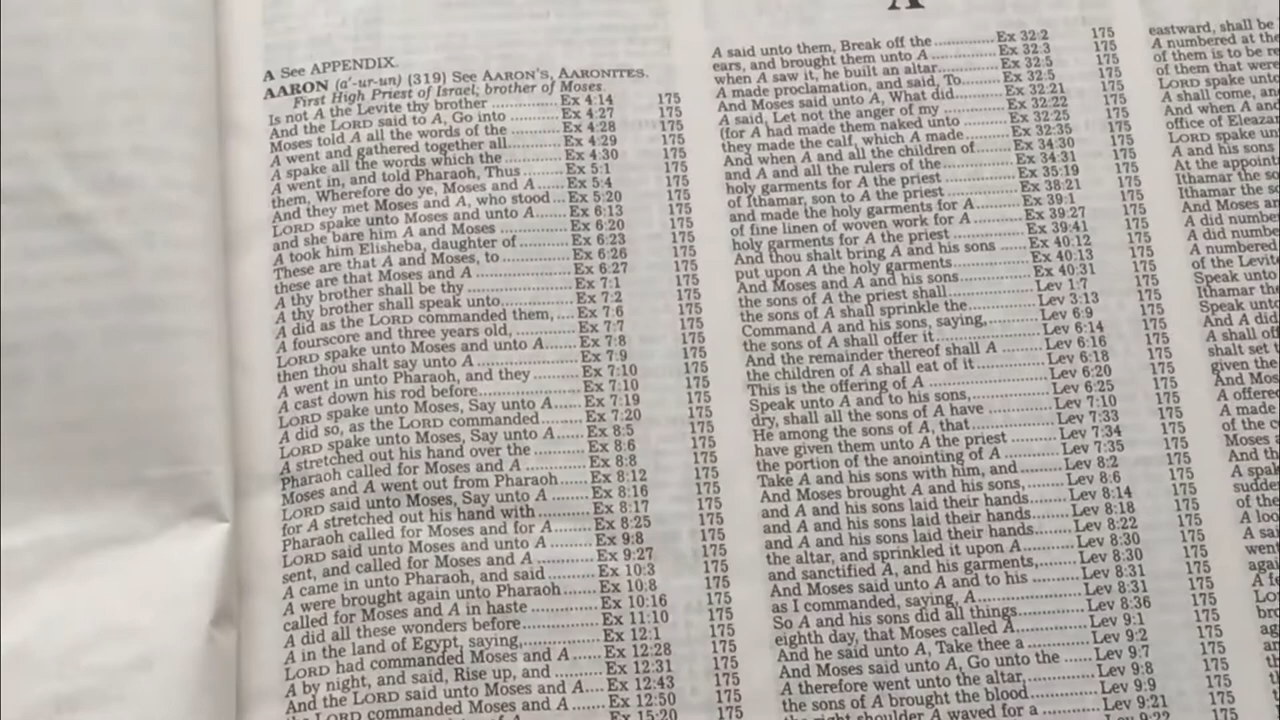 A
A See APPENDIX.
AARON (a'-ur-un) (319) See AARON'S, AARONITES.
First High Priest of Israel; brother of Moses.
Is not A the Levite thy brother ........... Ex 4:14 175
And the LORD said to A, Go into ........ Ex 4:27 175
Moses told A all the words of the ........ Ex 4:28 175
A went and gathered together all........ Ex 4:29 175
A spake all the words which the ........ Ex 4:30 175
A went in, and told Pharaoh, Thus ..... Ex 5:1 175
them, Wherefore do ye, Moses and A ..... Ex 5:4 175
And they met Moses and A, who stood ... Ex 5:20 175
LORD spake unto Moses and unto A..... Ex 6:13 175
and she bare him A and Moses .......... Ex 6:20 175
A took him Elisheba, daughter of ........ Ex 6:23 175
These are that A and Moses, to .......... Ex 6:26 175
these are that Moses and A .............. Ex 6:27 175
A thy brother shall be thy ............... Ex 7:1 175
A thy brother shall speak unto........... Ex 7:2 175
A did as the LORD commanded them, .... Ex 7:6 175
A fourscore and three years old, ......... Ex 7:7 175
LORD spake unto Moses and unto A...... Ex 7:8 175
then thou shalt say unto A .............. Ex 7:9 175
A went in unto Pharaoh, and they ....... Ex 7:10 175
A cast down his rod before.............. Ex 7:10 175
LORD spake unto Moses, Say unto A..... Ex 7:19 175
A did so, as the LORD commanded ...... Ex 7:20 175
LORD spake unto Moses, Say unto A...... Ex 8:5 175
A stretched out his hand over the ........ Ex 8:6 175
Pharaoh called for Moses and A .......... Ex 8:8 175
Moses and A went out from Pharaoh..... Ex 8:12 175
LORD said unto Moses, Say unto A ...... Ex 8:16 175
for A stretched out his hand with ....... Ex 8:17 175
Pharaoh called for Moses and for A ..... Ex 8:25 175
LORD said unto Moses and unto A ....... Ex 9:8 175
sent, and called for Moses and A ........ Ex 9:27 175
A came in unto Pharaoh, and said ...... Ex 10:3 175
A were brought again unto Pharaoh..... Ex 10:8 175
called for Moses and A in haste ......... Ex 10:16 175
A did all these wonders before........... Ex 11:10 175
A in the land of Egypt, saying,........... Ex 12:1 175
LORD had commanded Moses and A ..... Ex 12:28 175
A by night, and said, Rise up, and ...... Ex 12:31 175
And the LORD said unto Moses and A.... Ex 12:43 175
LORD commanded Moses and A ........ Ex 12:50 175
Ex 15:20 175
A said unto them, Break off the ............ Ex 32:2 175
ears, and brought them unto A ............. Ex 32:3 175
when A saw it, he built an altar............ Ex 32:5 175
A made proclamation, and said, To........ Ex 32:5 175
And Moses said unto A, What did.......... Ex 32:21 175
A said, Let not the anger of my ........... Ex 32:22 175
(for A had made them naked unto ......... Ex 32:25 175
they made the calf, which A made......... Ex 32:35 175
And when A and all the children of........ Ex 34:30 175
and A and all the rulers of the............. Ex 34:31 175
holy garments for A the priest ............. Ex 35:19 175
of Ithamar, son to A the priest ............. Ex 38:21 175
and made the holy garments for A......... Ex 39:1 175
of fine linen of woven work for A .......... Ex 39:27 175
holy garments for A the priest ............. Ex 39:41 175
And thou shalt bring A and his sons ...... Ex 40:12 175
put upon A the holy garments.............. Ex 40:13 175
And Moses and A and his sons............. Ex 40:31 175
the sons of A the priest shall............... Lev 1:7 175
the sons of A shall sprinkle the............ Lev 3:13 175
Command A and his sons, saying,......... Lev 6:9 175
the sons of A shall offer it.................. Lev 6:14 175
And the remainder thereof shall A ........ Lev 6:16 175
the children of A shall eat of it............. Lev 6:18 175
This is the offering of A ..................... Lev 6:20 175
Speak unto A and to his sons,.............. Lev 6:25 175
dry, shall all the sons of A have ........... Lev 7:10 175
He among the sons of A, that.............. Lev 7:33 175
have given them unto A the priest ........ Lev 7:34 175
the portion of the anointing of A .......... Lev 7:35 175
Take A and his sons with him, and........ Lev 8:2 175
And Moses brought A and his sons, ....... Lev 8:6 175
and A and his sons laid their hands....... Lev 8:14 175
and A and his sons laid their hands....... Lev 8:18 175
and A and his sons laid their hands....... Lev 8:22 175
the altar, and sprinkled it upon A......... Lev 8:30 175
and sanctified A, and his garments,....... Lev 8:30 175
And Moses said unto A and to his ......... Lev 8:31 175
as I commanded, saying, A................. Lev 8:31 175
So A and his sons did all things........... Lev 8:36 175
eighth day, that Moses called A............ Lev 9:1 175
And he said unto A, Take thee a .......... Lev 9:2 175
And Moses said unto A, Go unto the ...... Lev 9:7 175
A therefore went unto the altar, ........... Lev 9:8 175
the sons of A brought the blood........... Lev 9:9 175
right shoulder A waved for a .......... Lev 9:21 175
eastward, shall be
A numbered at the
of them is to be re
of them that were
LORD spake unto
A shall come, an
And when A and
office of Eleazar
LORD spake un
A and his sons
At the appoint
Ithamar the so
Ithamar the s
And Moses an
A did number
A did numbe
A numbered
of the Levite
Speak unto
Ithamar the
Speak unto
And A did
A shall of
shalt set t
given the
And Mos
A offere
A made
of the c
Moses
And th
A spak
sudde
of the
A loo
A sa
went
agai
A f
Lo
bro
ag